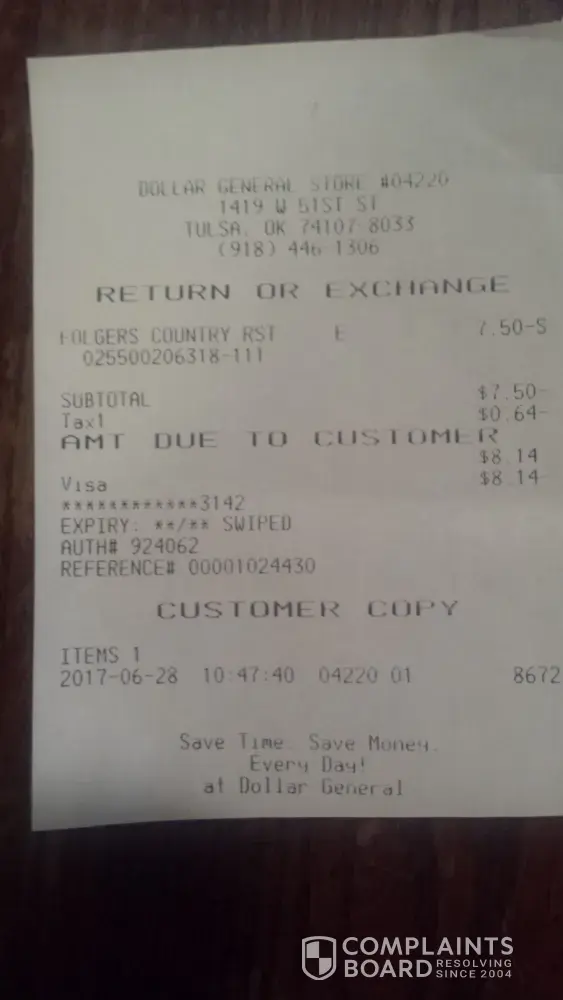 DOLLAR GENERAL STORE #04220
1419 W 51ST ST
TULSA, OK 74107-8033
(918) 446-1306
RETURN OR EXCHANGE
FOLGERS COUNTRY RST E 7.50-S
025500206318-111
SUBTOTAL $7.50-
Tax1 $0.64-
AMT DUE TO CUSTOMER
$8.14
Visa $8.14-
************3142
EXPIRY: **/** SWIPED
AUTH# 924062
REFERENCE# 00001024430
CUSTOMER COPY
ITEMS 1
2017-06-28 10:47:40 04220 01 8672
Save Time. Save Money.
Every Day!
at Dollar General
COMPLAINTS
BOARD RESOLVING
SINCE 2004